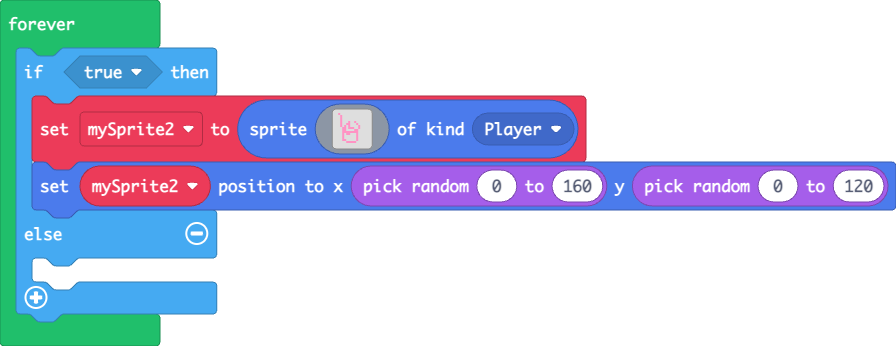 forever
if true then
set mySprite2 to sprite of kind Player
set mySprite2 position to x pick random 0 to 160 y pick random 0 to 120
else